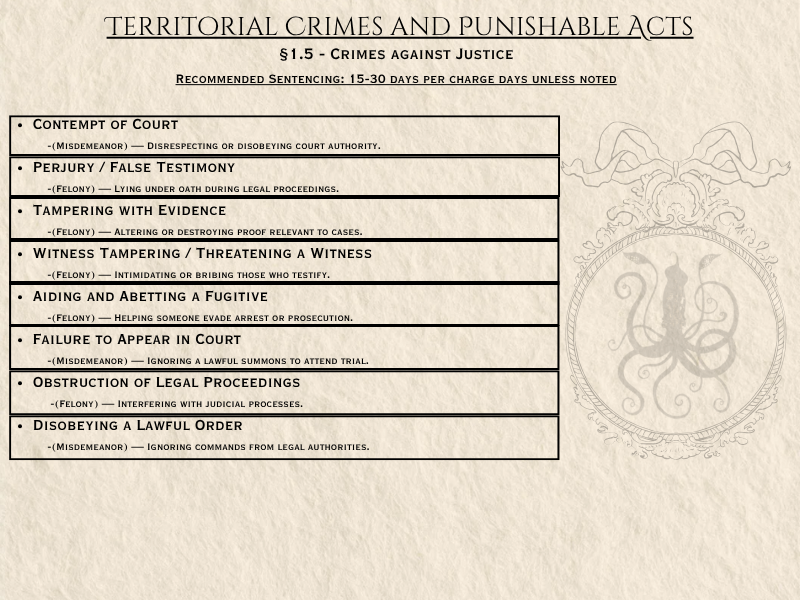 Territorial Crimes and Punishable Acts
§1.5 - Crimes against Justice
Recommended Sentencing: 15-30 days per charge days unless noted
• Contempt of Court
-(Misdemeanor) — Disrespecting or disobeying court authority.
• Perjury / False Testimony
-(Felony) — Lying under oath during legal proceedings.
• Tampering with Evidence
-(Felony) — Altering or destroying proof relevant to cases.
• Witness Tampering / Threatening a Witness
-(Felony) — Intimidating or bribing those who testify.
• Aiding and Abetting a Fugitive
-(Felony) — Helping someone evade arrest or prosecution.
• Failure to Appear in Court
-(Misdemeanor) — Ignoring a lawful summons to attend trial.
• Obstruction of Legal Proceedings
-(Felony) — Interfering with judicial processes.
• Disobeying a Lawful Order
-(Misdemeanor) — Ignoring commands from legal authorities.